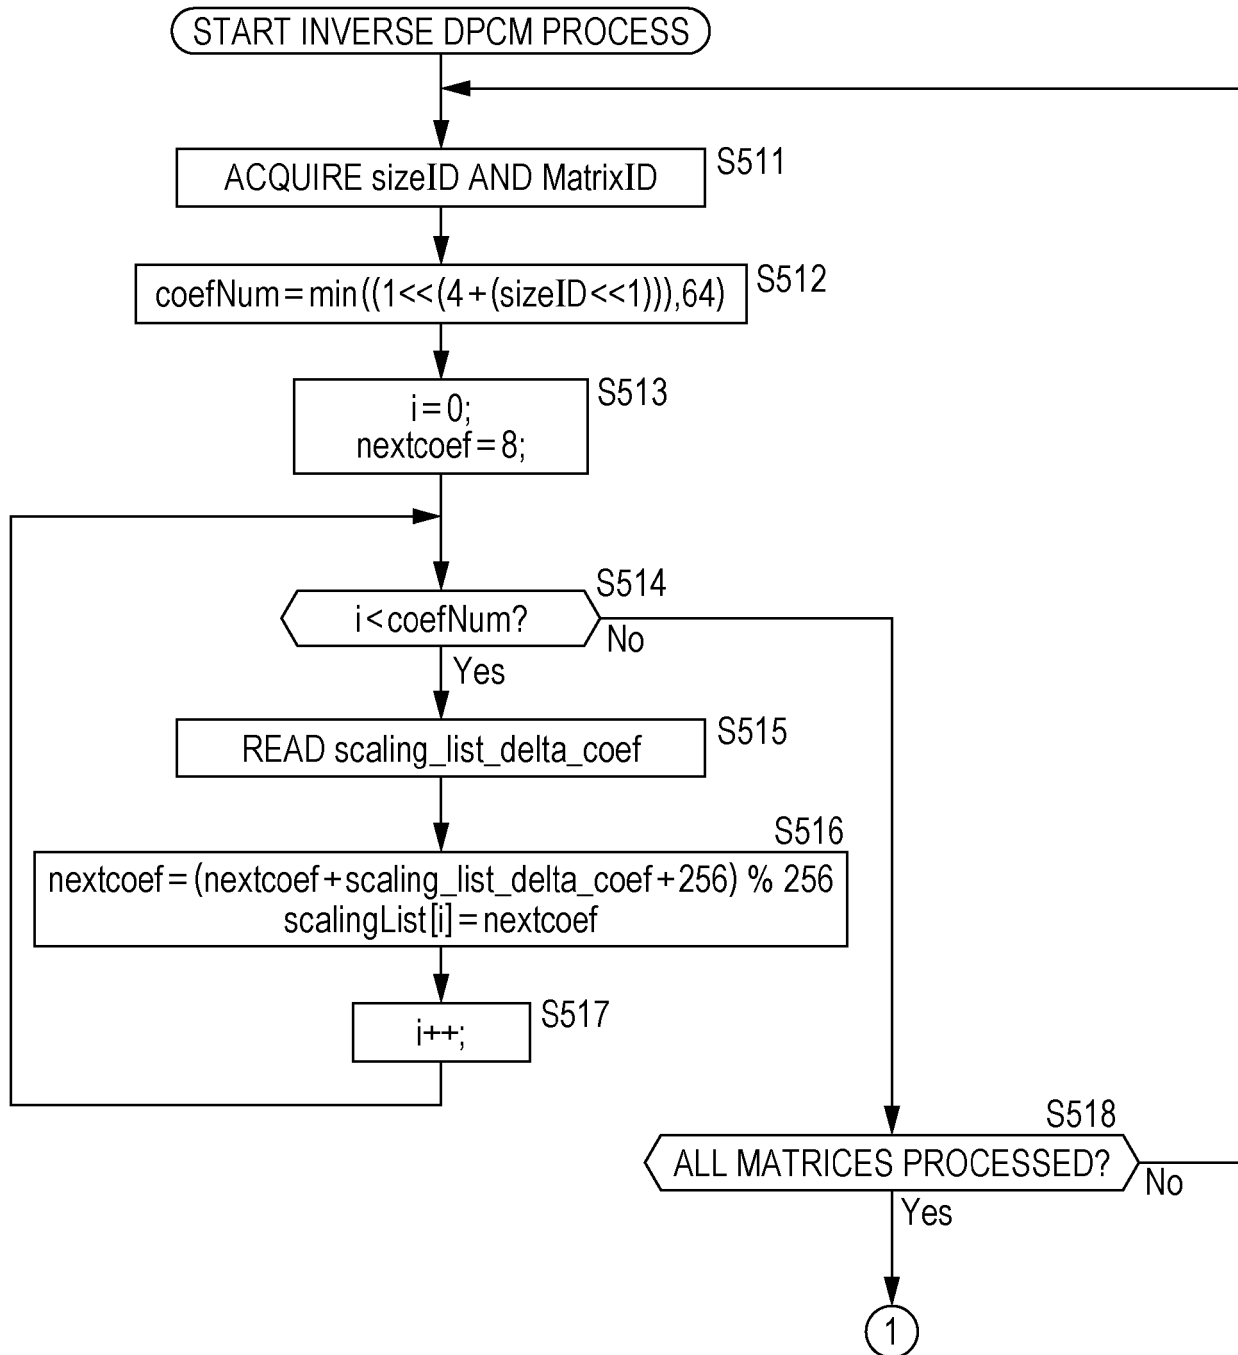 START INVERSE DPCM PROCESS
ACQUIRE sizeID AND MatrixID
S511
coefNum=min((1<<(4+(sizeID<<1))),64)
S512
i=0;
nextcoef=8;
S513
i<coefNum?
S514
No
Yes
READ scaling_list_delta_coef
S515
S516
nextcoef=(nextcoef+scaling_list_delta_coef+256) % 256
scalingList[i]=nextcoef
i++;
S517
S518
ALL MATRICES PROCESSED?
No
Yes
1